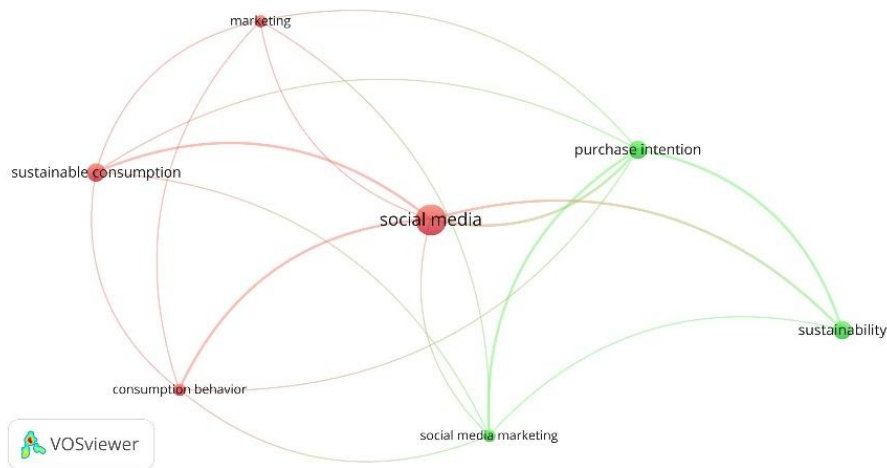 marketing
purchase intention
sustainable consumption
social media
sustainability
consumption behavior
social media marketing
VOSviewer